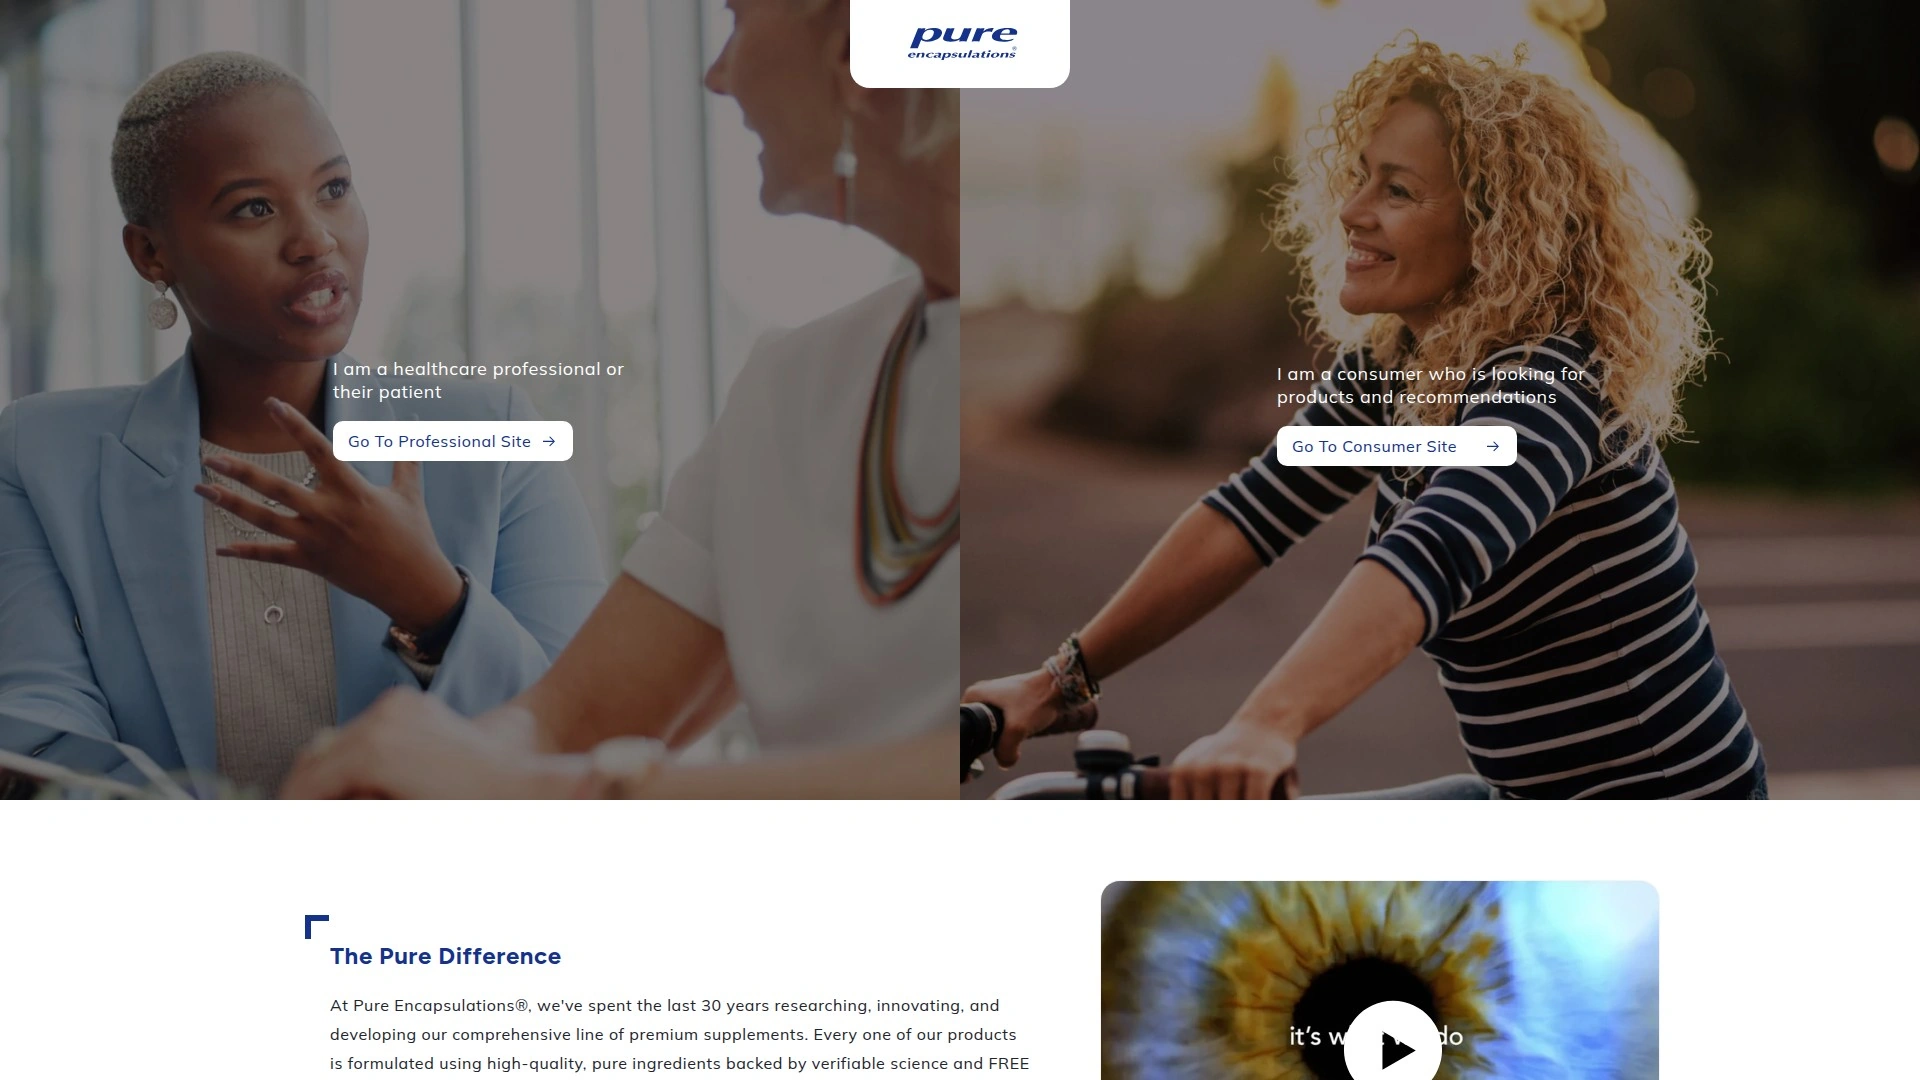 pure
encapsulations®
I am a healthcare professional or
their patient
Go To Professional Site
I am a consumer who is looking for
products and recommendations
Go To Consumer Site
The Pure Difference
At Pure Encapsulations®, we've spent the last 30 years researching, innovating, and
developing our comprehensive line of premium supplements. Every one of our products
is formulated using high-quality, pure ingredients backed by verifiable science and FREE
it's do